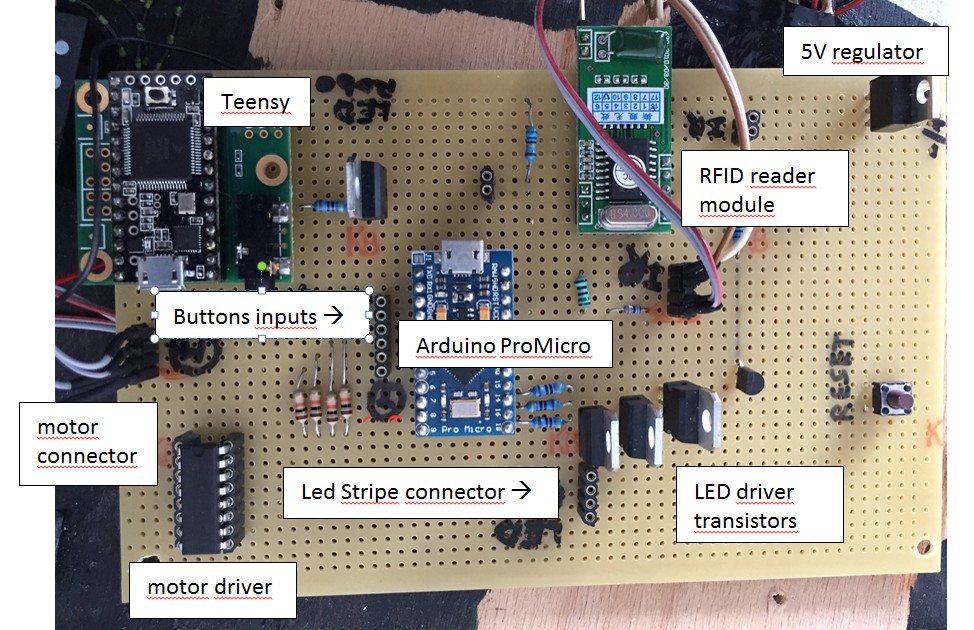 5V regulator
Teensy
RFID reader
module
Buttons inputs →
Arduino ProMicro
RESET
motor
connector
Pro Micro
Led Stripe connector →
LED driver
transistors
LED
motor driver